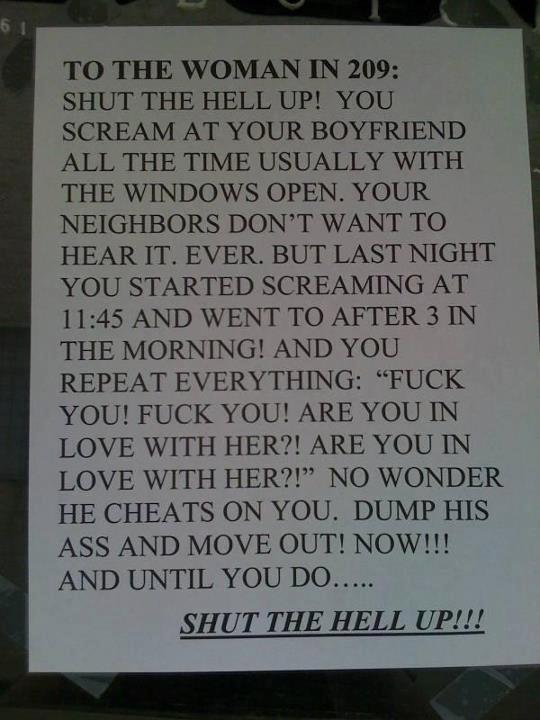 61
TO THE WOMAN IN 209:
SHUT THE HELL UP!  YOU
SCREAM AT YOUR BOYFRIEND
ALL THE TIME USUALLY WITH
THE WINDOWS OPEN. YOUR
NEIGHBORS DON’T WANT TO
HEAR IT. EVER. BUT LAST NIGHT
YOU STARTED SCREAMING AT
11:45 AND WENT TO AFTER 3 IN
THE MORNING! AND YOU
REPEAT EVERYTHING:  “FUCK
YOU! FUCK YOU! ARE YOU IN
LOVE WITH HER?! ARE YOU IN
LOVE WITH HER?!”  NO WONDER
HE CHEATS ON YOU.  DUMP HIS
ASS AND MOVE OUT! NOW!!!
AND UNTIL YOU DO…..
SHUT THE HELL UP!!!